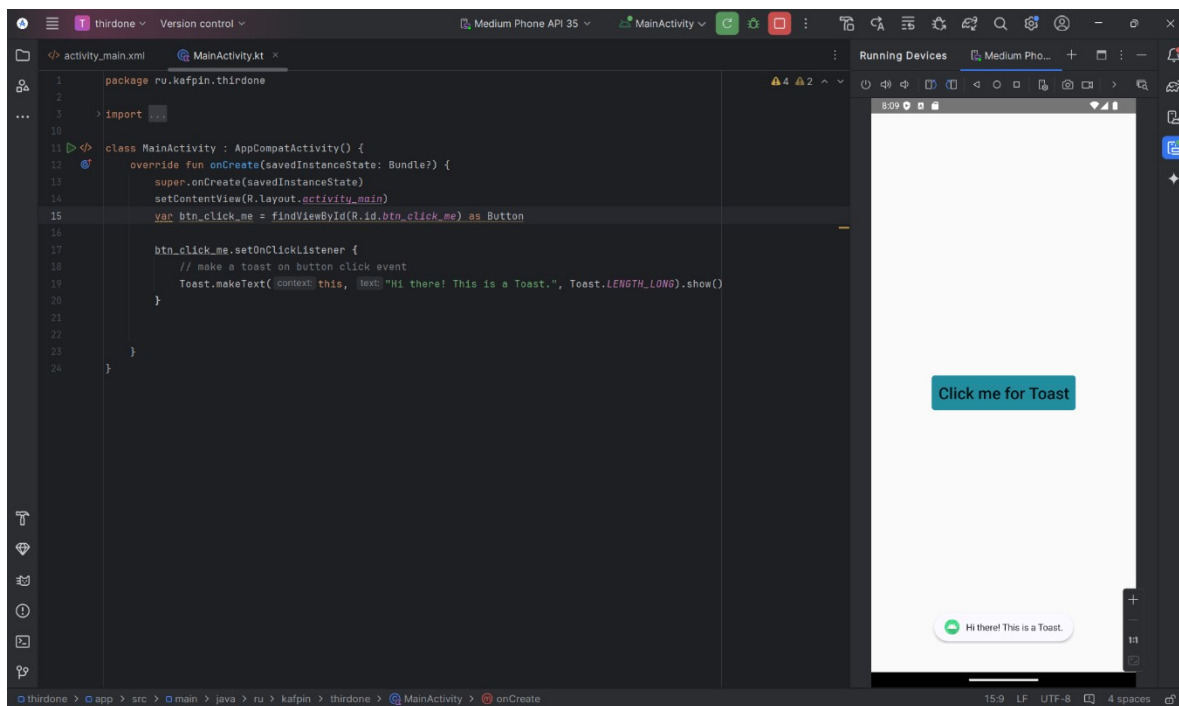 T thirdone Version control Medium Phone API 35 MainActivity
activity_main.xml MainActivity.kt
Running Devices Medium Pho...
1 package ru.kafpin.thirdone
4 2
2
3 import ...
10
11 class MainActivity : AppCompatActivity() {
12 override fun onCreate(savedInstanceState: Bundle?) {
13 super.onCreate(savedInstanceState)
14 setContentView(R.layout.activity_main)
15 var btn_click_me = findViewById(R.id.btn_click_me) as Button
16
17 btn_click_me.setOnClickListener {
18 // make a toast on button click event
19 Toast.makeText( context: this, text: "Hi there! This is a Toast.", Toast.LENGTH_LONG).show()
20 }
21
22
23 }
24 }
8:09
Click me for Toast
Hi there! This is a Toast.
1:1
thirdone > app > src > main > java > ru > kafpin > thirdone > MainActivity > onCreate
15:9 LF UTF-8 4 spaces